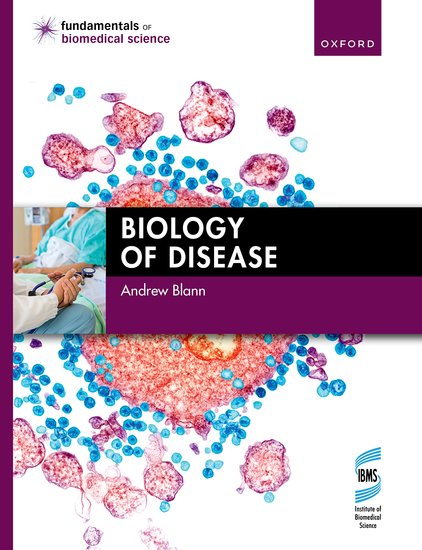 fundamentals OF
biomedical science
OXFORD
BIOLOGY
OF DISEASE
Andrew Blann
IBMS
Institute of
Biomedical
Science